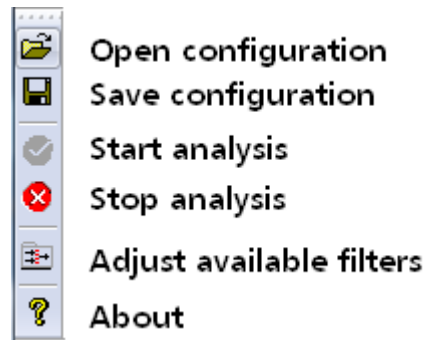 Open configuration
Save configuration
Start analysis
Stop analysis
Adjust available filters
About